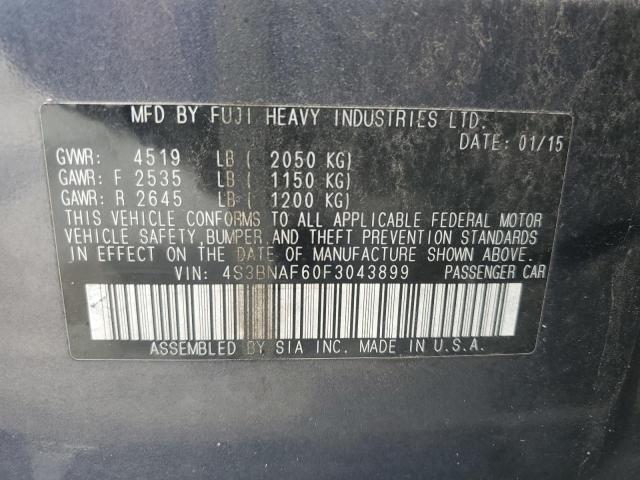 MFD BY FUJI HEAVY INDUSTRIES LTD.
DATE: 01/15
GVWR: 4519 LB ( 2050 KG)
GAWR: F 2535 LB ( 1150 KG)
GAWR: R 2645 LB ( 1200 KG)
THIS VEHICLE CONFORMS TO ALL APPLICABLE FEDERAL MOTOR
VEHICLE SAFETY,BUMPER,AND THEFT PREVENTION STANDARDS
IN EFFECT ON THE DATE OF MANUFACTURE SHOWN ABOVE.
VIN: 4S3BNAF60F3043899 PASSENGER CAR
ASSEMBLED BY SIA INC. MADE IN U.S.A.